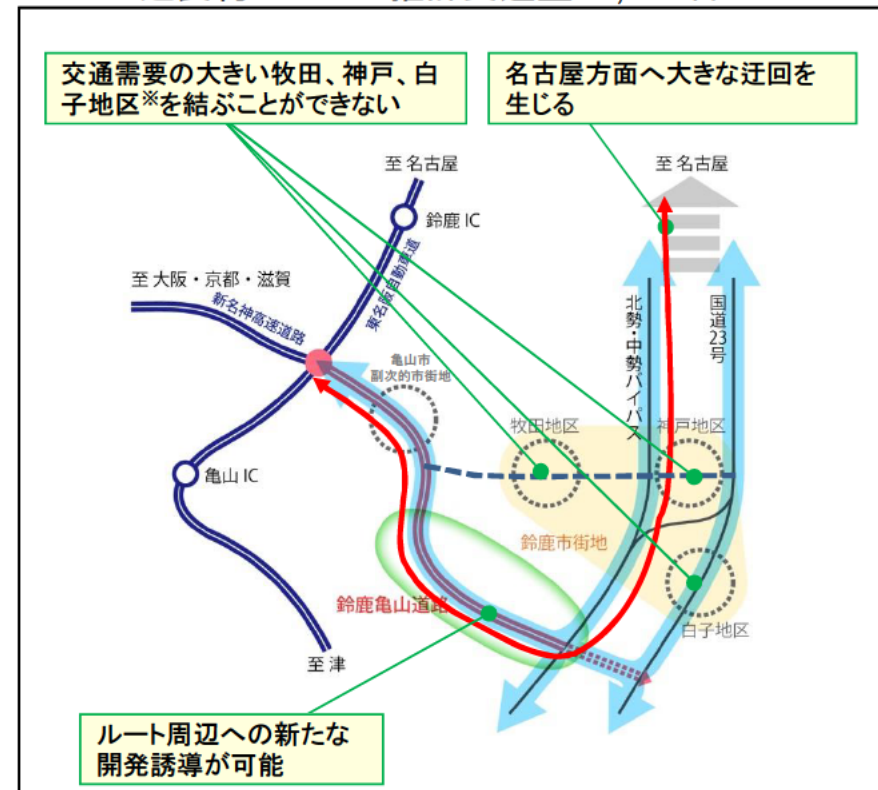 交通需要の大きい牧田、神戸、白
子地区※を結ぶことができない
名古屋方面へ大きな迂回を
生じる
至 名古屋
至 名古屋
鈴鹿 IC
東名阪自動車道
至 大阪・京都・滋賀
新名神高速道路
亀山市
副次的市街地
北勢・中勢バイパス
国道23号
牧田地区
神戸地区
亀山 IC
鈴鹿市街地
鈴鹿亀山道路
白子地区
至 津
ルート周辺への新たな
開発誘導が可能